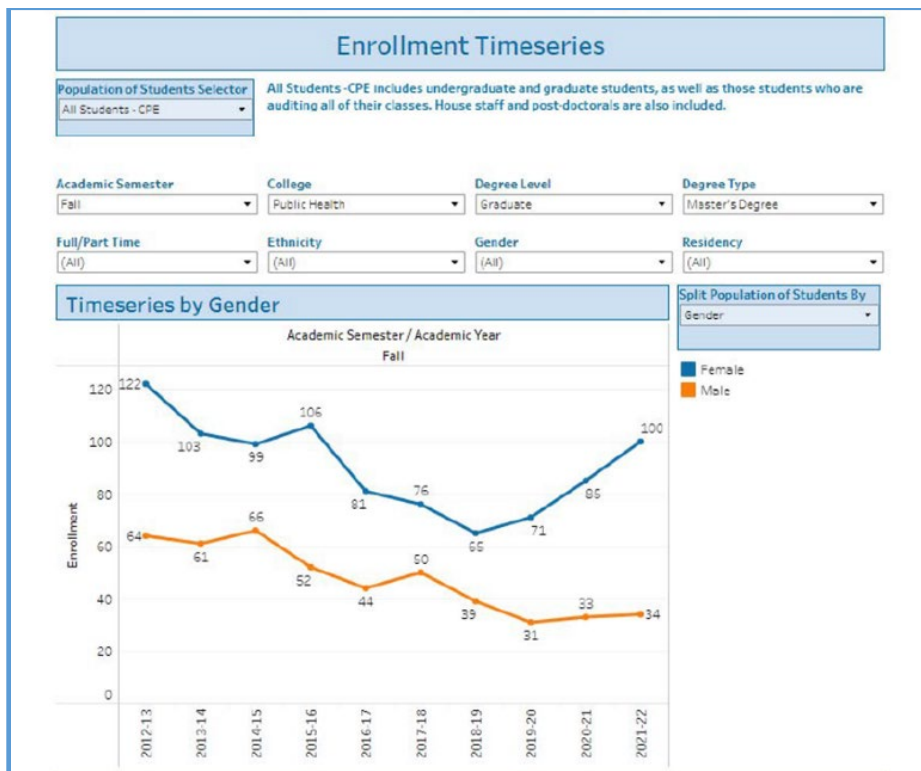 Enrollment Timeseries
Population of Students Selector
All Students - CPE
All Students -CPE includes undergraduate and graduate students, as well as those students who are
auditing all of their classes. House staff and post-doctorals are also included.
Academic Semester
College
Degree Level
Degree Type
Fall
Public Health
Graduate
Master's Degree
Full/Part Time
Ethnicity
Gender
Residency
(All)
(All)
(All)
(All)
Timeseries by Gender
Split Population of Students By
Gender
Academic Semester / Academic Year
Fall
Female
Male
Enrollment
120
100
80
60
40
20
0
122
103
99
106
81
76
65
71
85
100
64
61
66
52
44
50
39
31
33
34
2012-13
2013-14
2014-15
2015-16
2016-17
2017-18
2018-19
2019-20
2020-21
2021-22